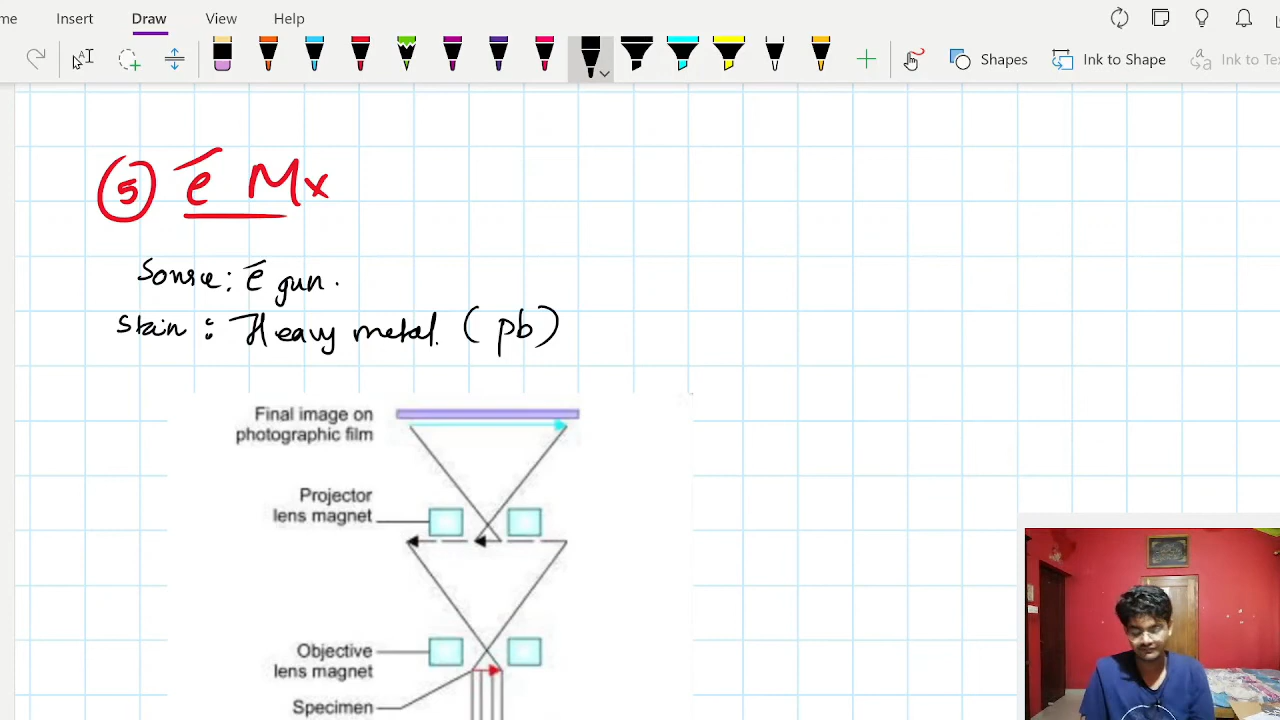 me Insert Draw View Help
Shapes Ink to Shape Ink to Tex
⑤ ē Mx
Source: ē gun.
Stain : Heavy metal. (pb)
Final image on
photographic film
Projector
lens magnet
Objective
lens magnet
Specimen